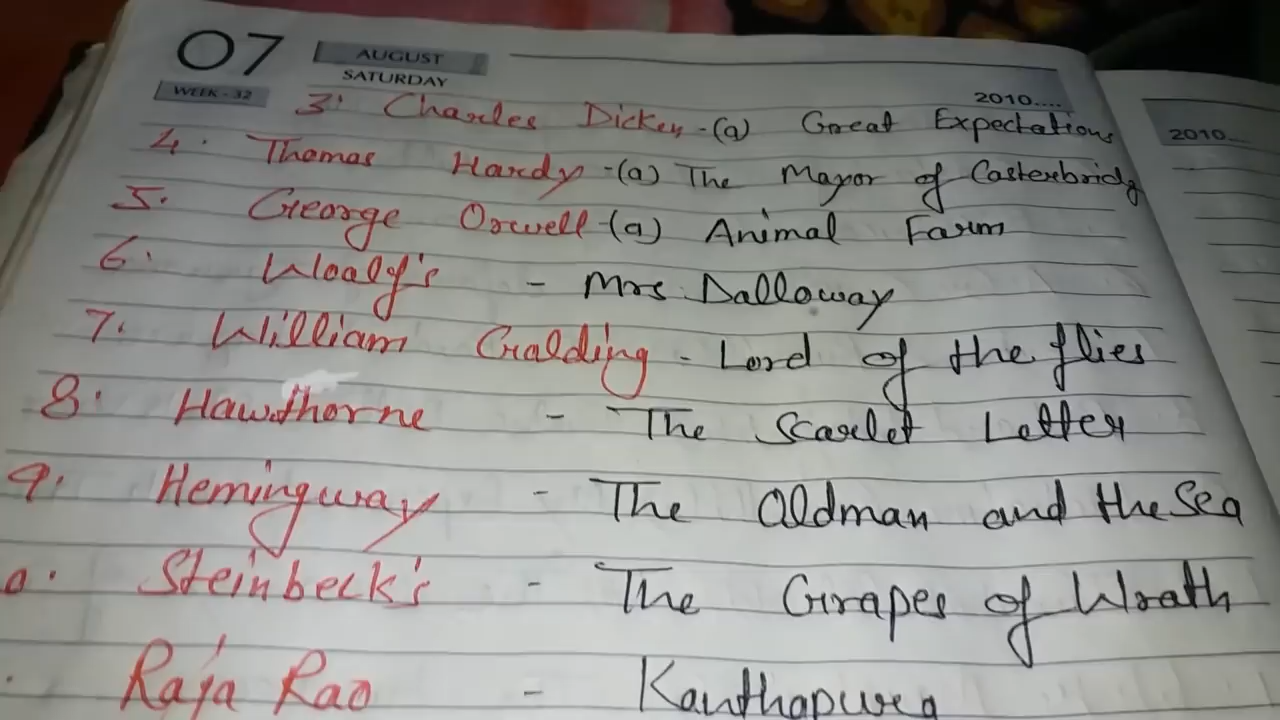 07
AUGUST
SATURDAY
WEEK - 32
2010....
2010...
3. Charles Dicken -(a) Great Expectations
4. Thomas Hardy -(a) The Mayor of Casterbridg
5. George Orwell -(a) Animal Farm
6. Woolf's - Mrs Dalloway
7. William Galding - Lord of the flies
8. Hawthorne - The Scarlet Letter
9. Hemingway - The Oldman and the Sea
0. Steinbeck's - The Grapes of Wrath
. Raja Rao - Kanthapura